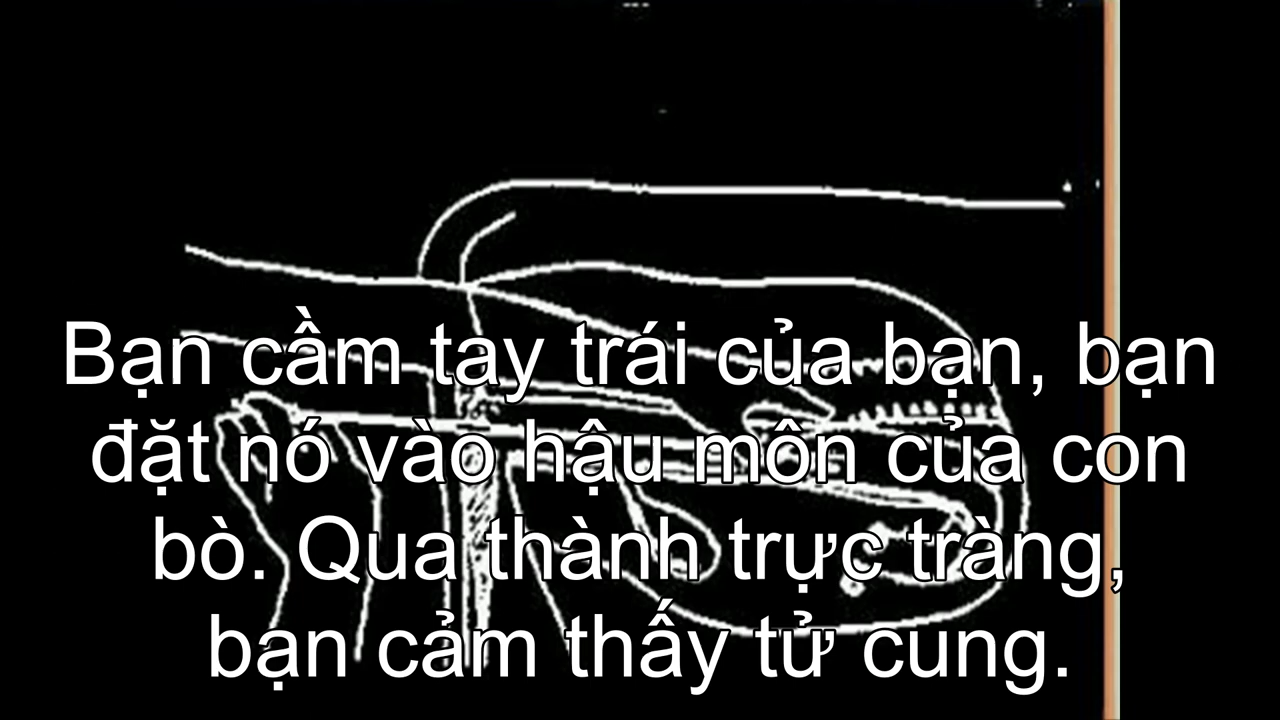 Bạn cầm tay trái của bạn, bạn
đặt nó vào hậu môn của con
bò. Qua thành trực tràng,
bạn cảm thấy tử cung.